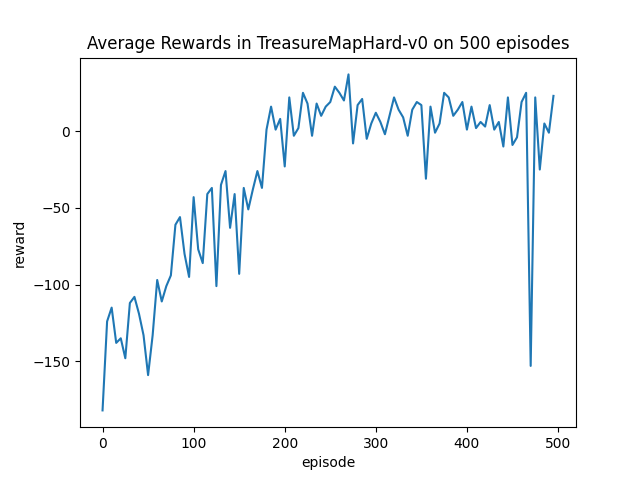 Average Rewards in TreasureMapHard-v0 on 500 episodes
reward
0
−50
−100
−150
0 100 200 300 400 500
episode